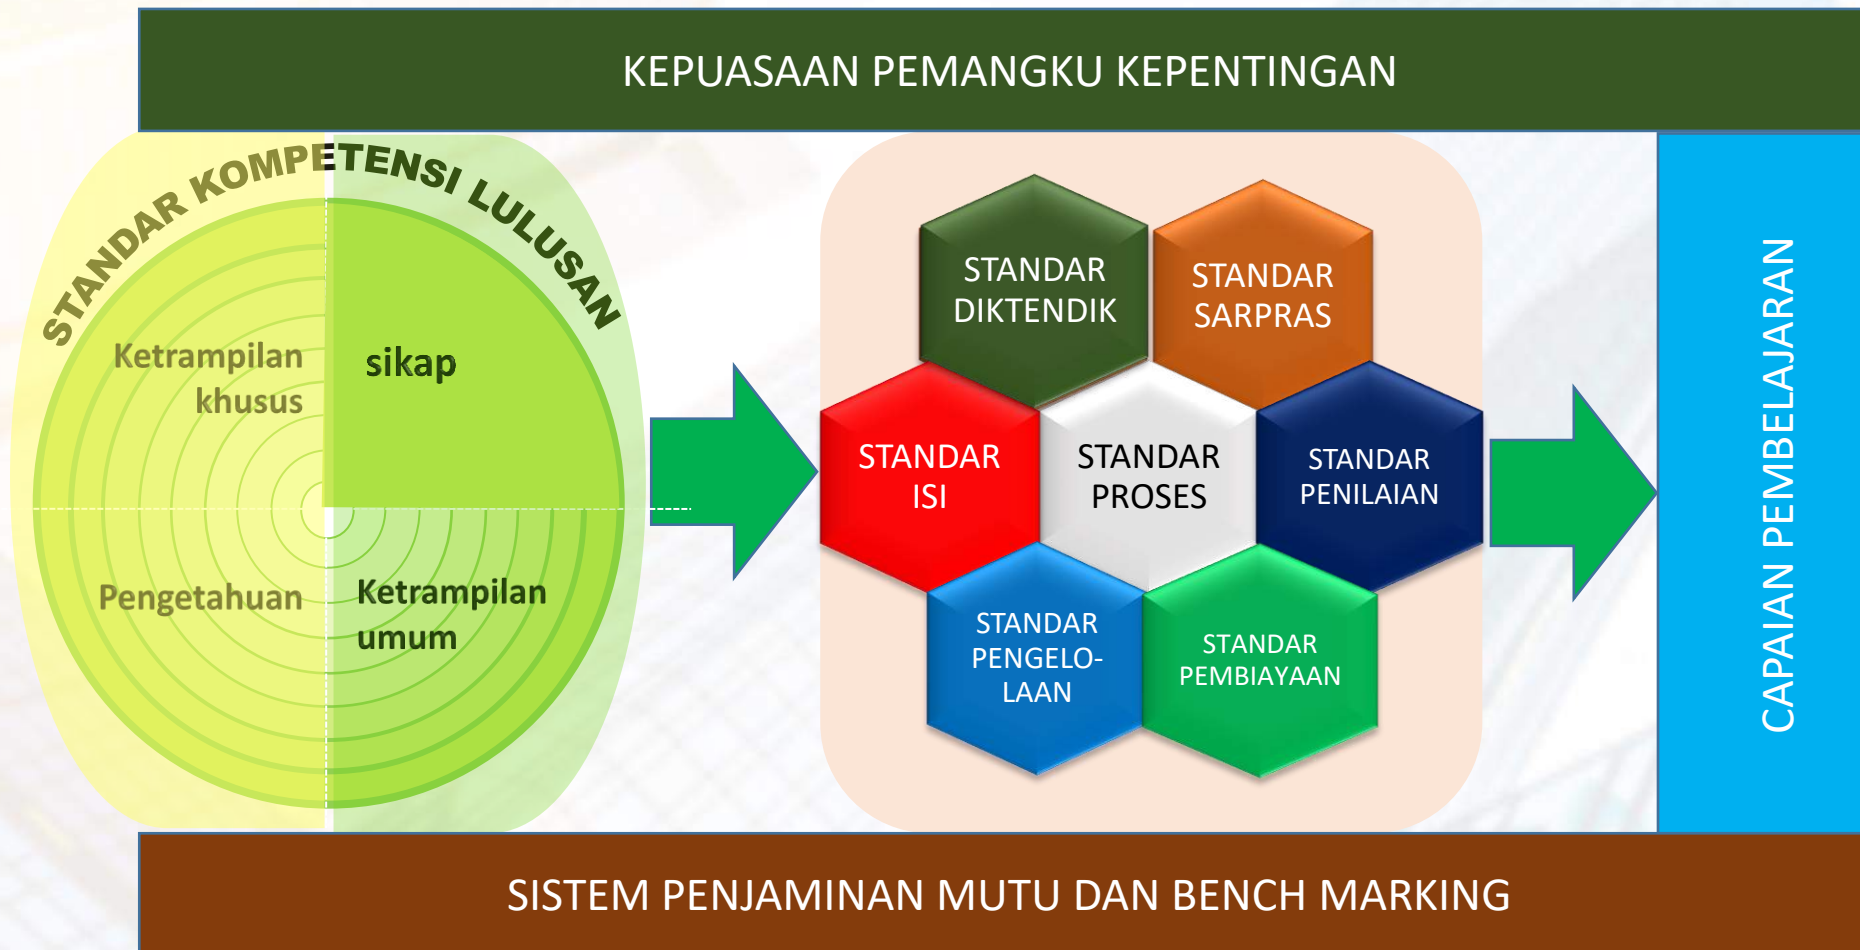 KEPUASAAN PEMANGKU KEPENTINGAN
STANDAR KOMPETENSI LULUSAN
Ketrampilan
khusus
sikap
Pengetahuan
Ketrampilan
umum
STANDAR
DIKTENDIK
STANDAR
SARPRAS
STANDAR
ISI
STANDAR
PROSES
STANDAR
PENILAIAN
STANDAR
PENGELO-
LAAN
STANDAR
PEMBIAYAAN
CAPAIAN PEMBELAJARAN
SISTEM PENJAMINAN MUTU DAN BENCH MARKING